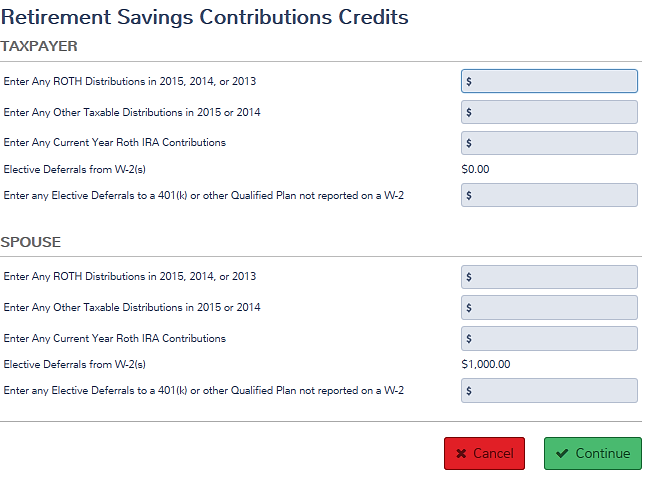 Retirement Savings Contributions Credits
TAXPAYER
Enter Any ROTH Distributions in 2015, 2014, or 2013 $
Enter Any Other Taxable Distributions in 2015 or 2014 $
Enter Any Current Year Roth IRA Contributions $
Elective Deferrals from W-2(s) $0.00
Enter any Elective Deferrals to a 401(k) or other Qualified Plan not reported on a W-2 $
SPOUSE
Enter Any ROTH Distributions in 2015, 2014, or 2013 $
Enter Any Other Taxable Distributions in 2015 or 2014 $
Enter Any Current Year Roth IRA Contributions $
Elective Deferrals from W-2(s) $1,000.00
Enter any Elective Deferrals to a 401(k) or other Qualified Plan not reported on a W-2 $
Cancel Continue